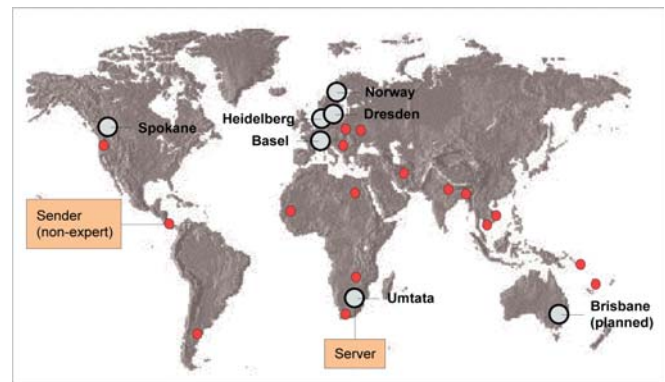 Norway
Heidelberg
Dresden
Spokane
Basel
Sender
(non-expert)
Umtata
Brisbane
(planned)
Server